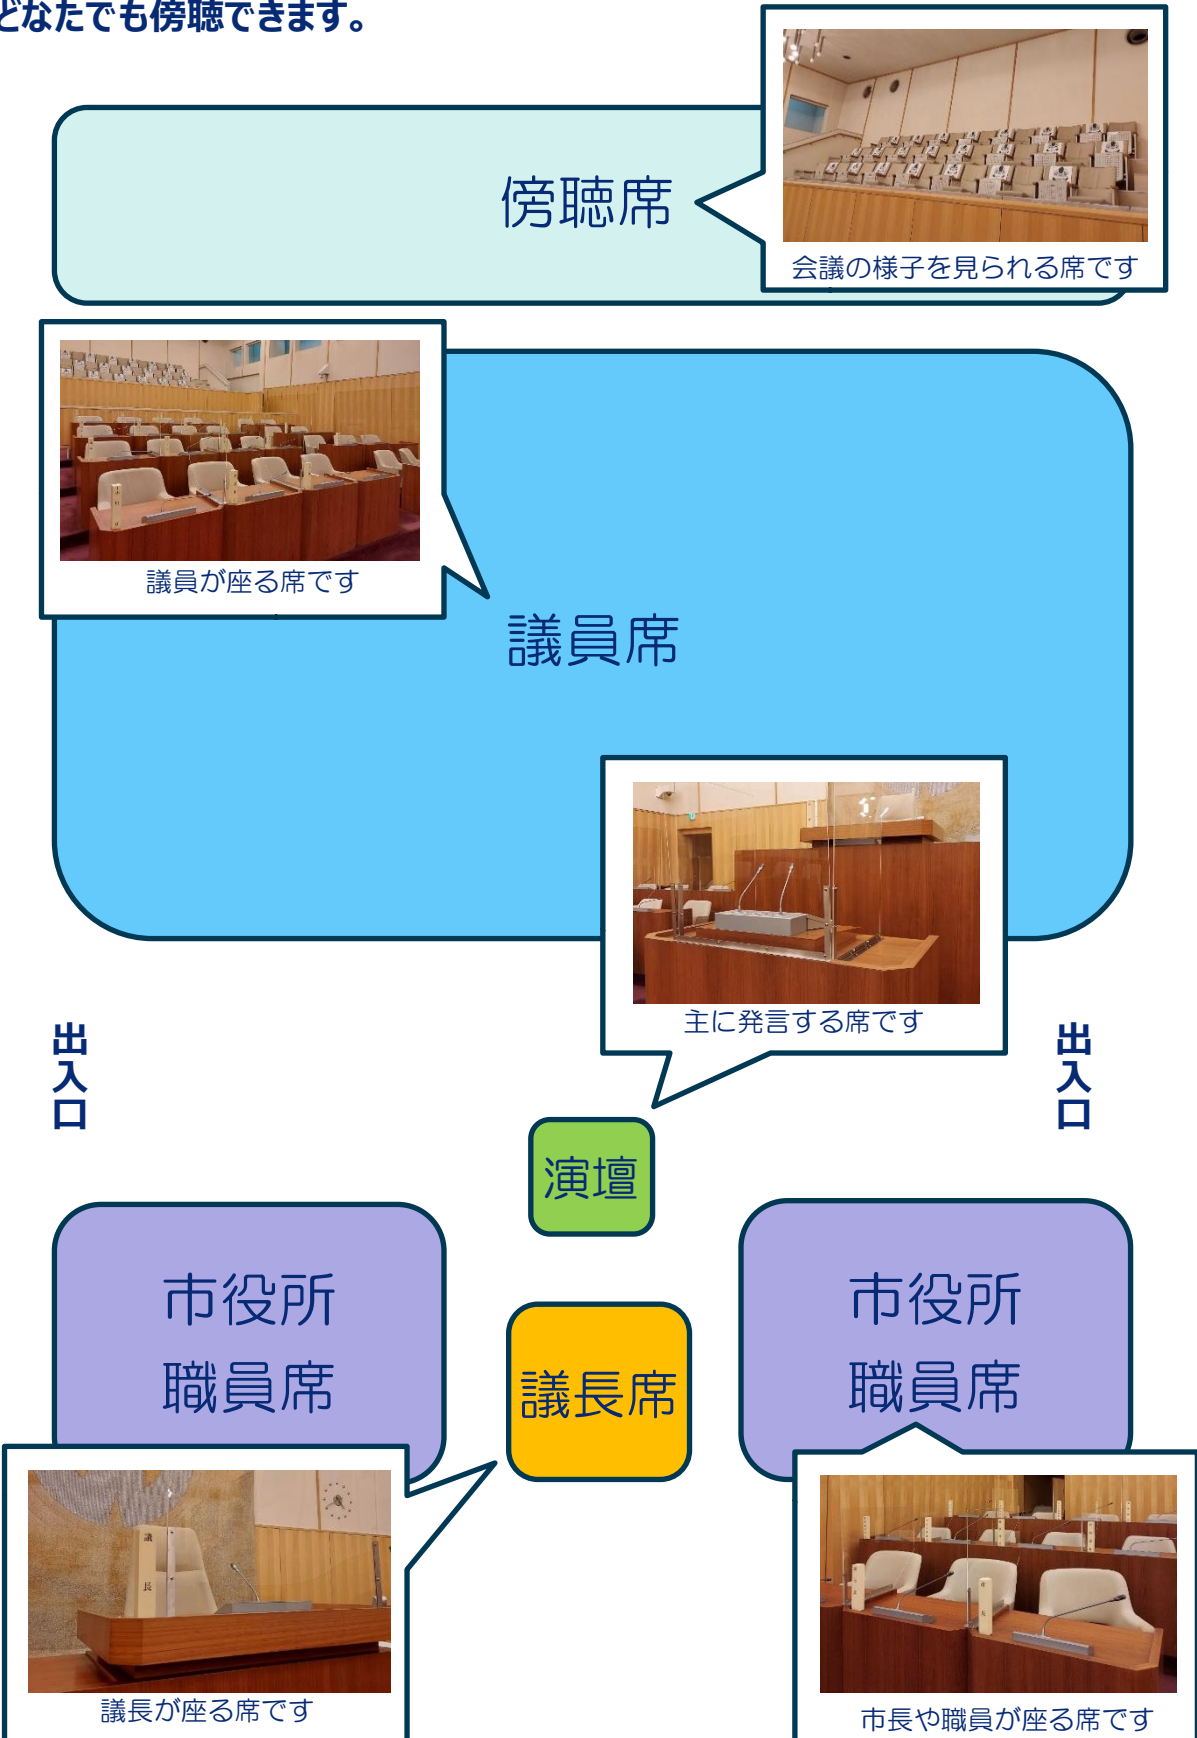 どなたでも傍聴できます。
傍聴席
会議の様子を見られる席です
議員が座る席です
議員席
主に発言する席です
出入口
出入口
演壇
市役所
職員席
議長席
市役所
職員席
議長
議長が座る席です
市長や職員が座る席です